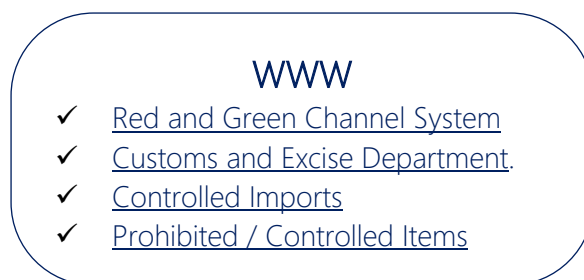 WWW
✓ Red and Green Channel System
✓ Customs and Excise Department.
✓ Controlled Imports
✓ Prohibited / Controlled Items